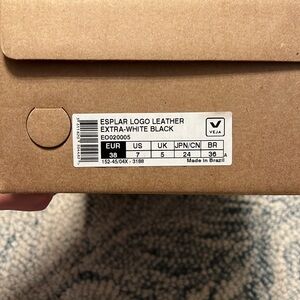 ESPLAR LOGO LEATHER
EXTRA-WHITE BLACK
EO020005
VEJA
EUR US UK JPN/CN BR
38 7 5 24 36 A
152-45/04X - 3188
Made in Brazil